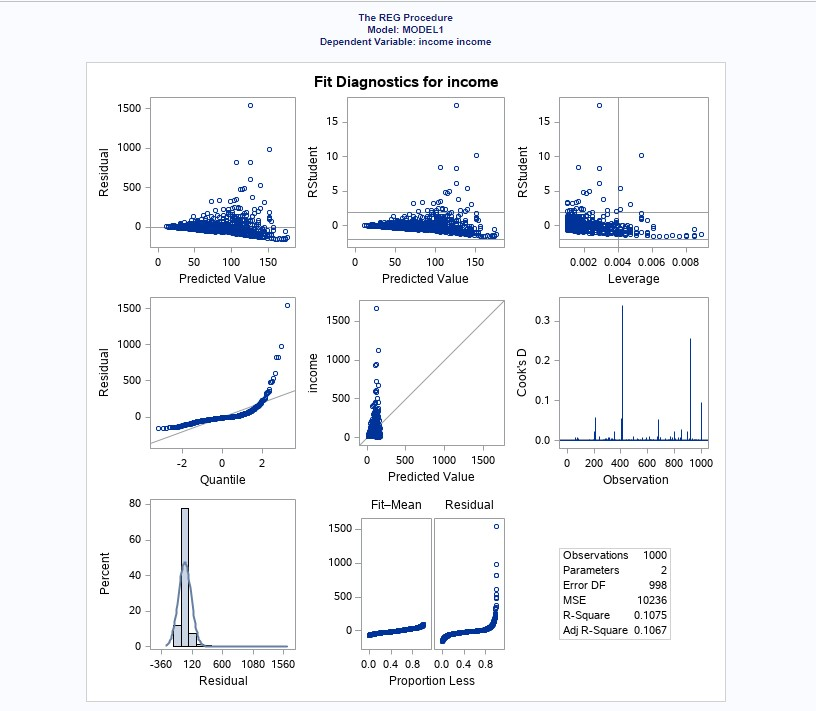 The REG Procedure
Model: MODEL1
Dependent Variable: income income
Fit Diagnostics for income
Residual
1500
1000
500
0
0 50 100 150
Predicted Value
RStudent
15
10
5
0
0 50 100 150
Predicted Value
RStudent
15
10
5
0
0.002 0.004 0.006 0.008
Leverage
Residual
1500
1000
500
0
-2 0 2
Quantile
income
1500
1000
500
0
0 500 1000 1500
Predicted Value
Cook's D
0.3
0.2
0.1
0.0
0 200 400 600 800 1000
Observation
Percent
80
60
40
20
0
-360 120 600 1080 1560
Residual
Fit–Mean Residual
1500
1000
500
0
0.0 0.4 0.8 0.0 0.4 0.8
Proportion Less
Observations 1000
Parameters 2
Error DF 998
MSE 10236
R-Square 0.1075
Adj R-Square 0.1067